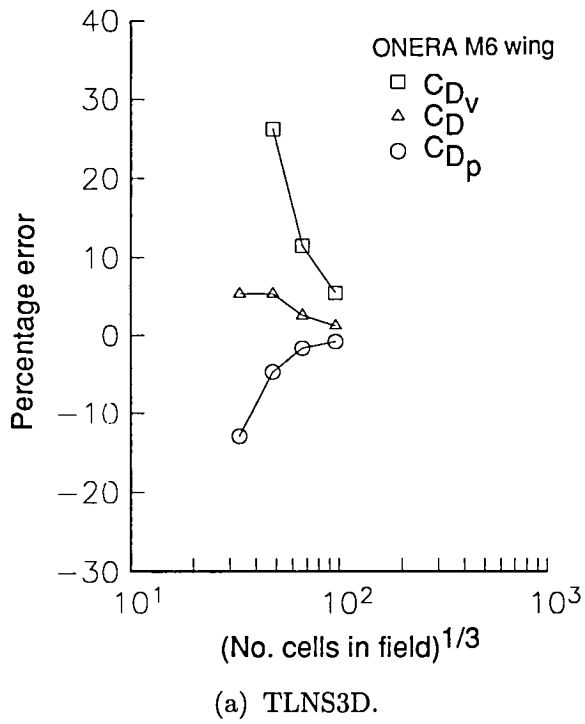 40
30
20
10
0
−10
−20
−30
Percentage error
ONERA M6 wing
C_{D_v}
C_D
C_{D_p}
10^1
10^2
10^3
(No. cells in field)^{1/3}
(a) TLNS3D.